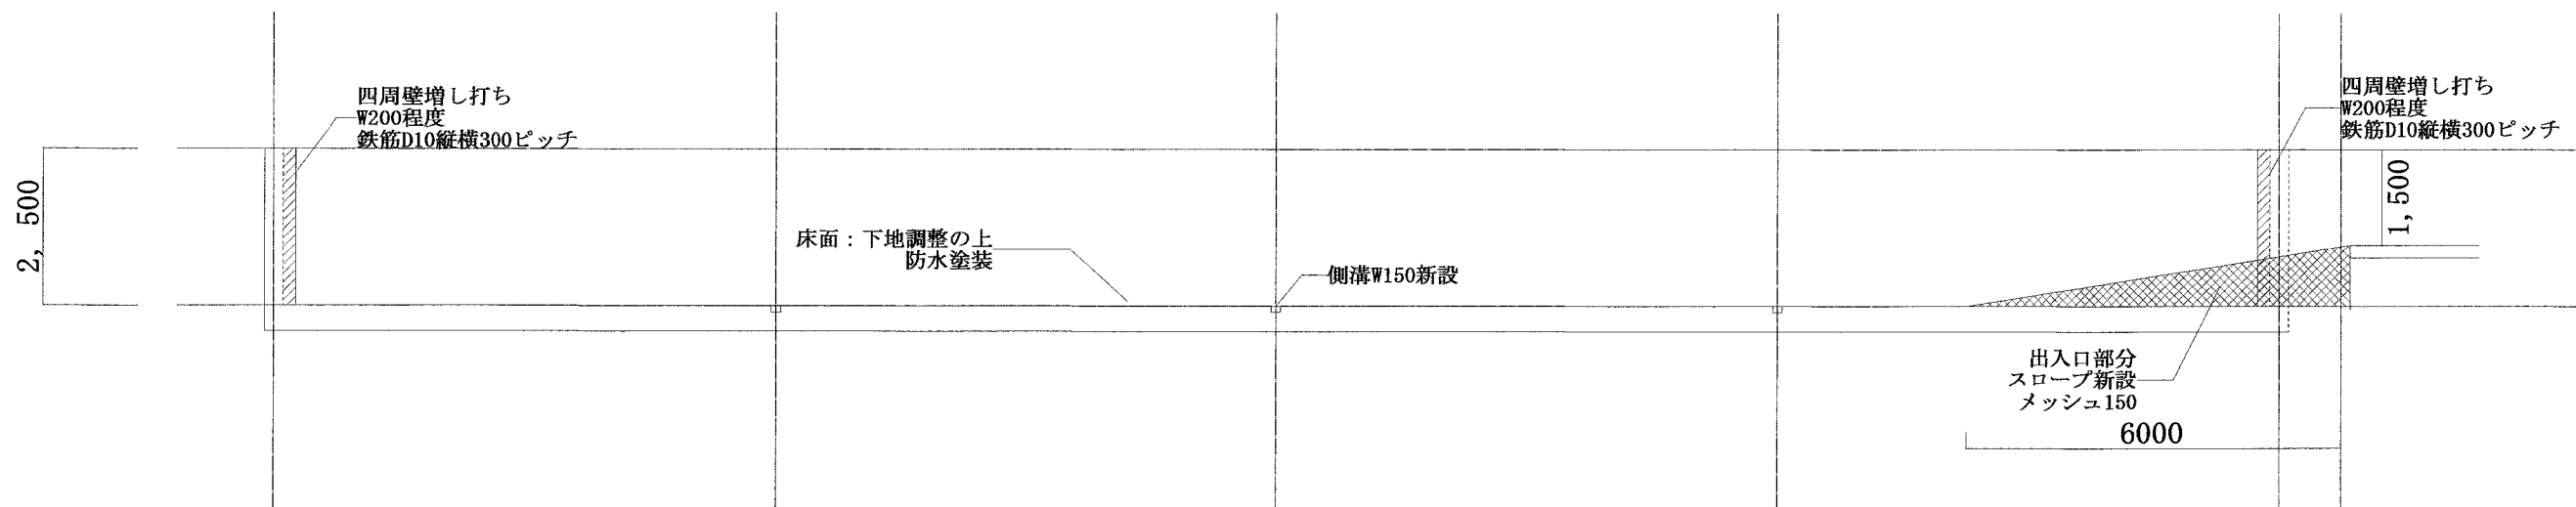 四周壁増し打ち
W200程度
鉄筋D10縦横300ピッチ
四周壁増し打ち
W200程度
鉄筋D10縦横300ピッチ
2,500
1,500
床面：下地調整の上
防水塗装
側溝W150新設
出入口部分
スロープ新設
メッシュ150
6000